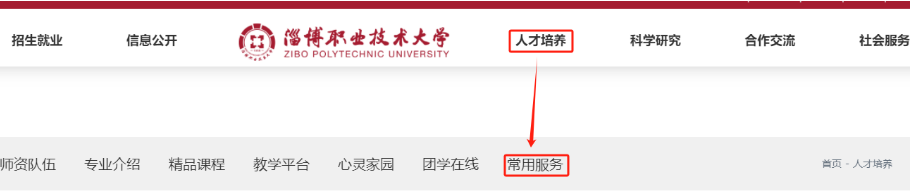 招生就业 信息公开 淄博职业技术大学 人才培养 科学研究 合作交流 社会服务
ZIBO POLYTECHNIC UNIVERSITY
师资队伍 专业介绍 精品课程 教学平台 心灵家园 团学在线 常用服务 首页 - 人才培养